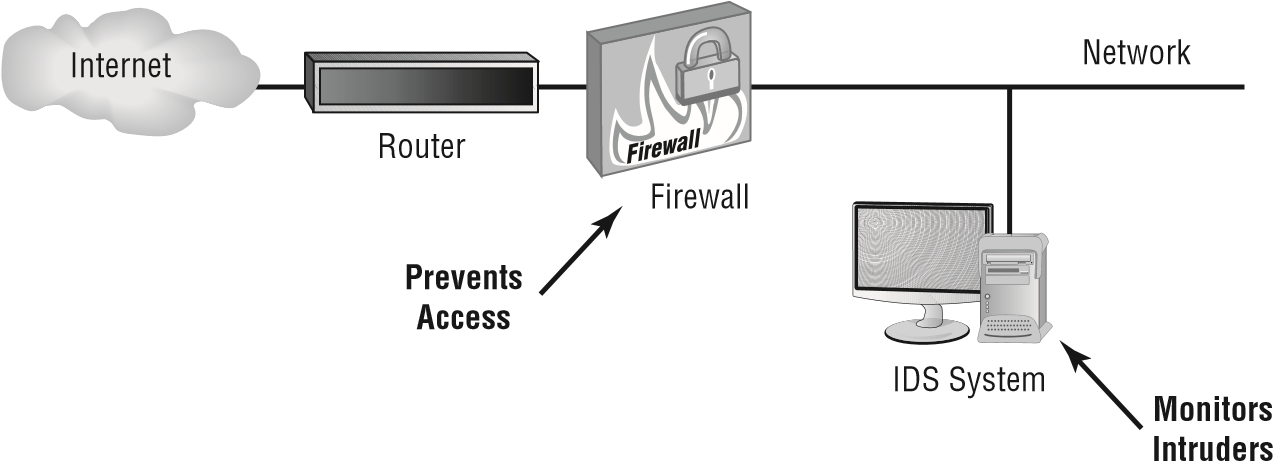 Internet
Router
Firewall
Firewall
Network
Prevents
Access
IDS System
Monitors
Intruders